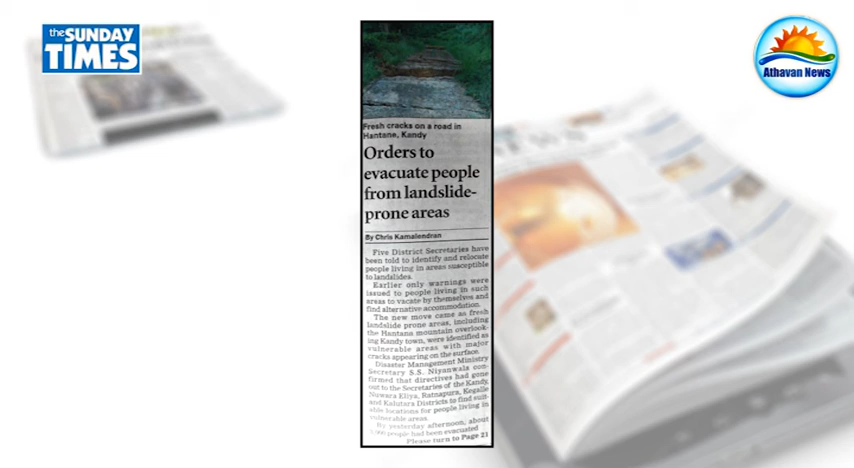 the SUNDAY
TIMES
Athavan News
Fresh cracks on a road in
Hantane, Kandy
Orders to
evacuate people
from landslide-
prone areas
By Chris Kamalendran
Five District Secretaries have
been told to identify and relocate
people living in areas susceptible
to landslides.
Earlier only warnings were
issued to people living in such
areas to vacate by themselves and
find alternative accommodation.
The new move came as fresh
landslide prone areas, including
the Hantana mountain overlook-
ing Kandy town, were identified as
vulnerable areas with major
cracks appearing on the surface.
Disaster Management Ministry
Secretary S.S. Niyanwala con-
firmed that directives had gone
out to the Secretaries of the Kandy,
Nuwara Eliya, Ratnapura, Kegalle
and Kalutara Districts to find suit-
able locations for people living in
vulnerable areas.
By yesterday afternoon, about
people had been evacuated
Please turn to Page 21